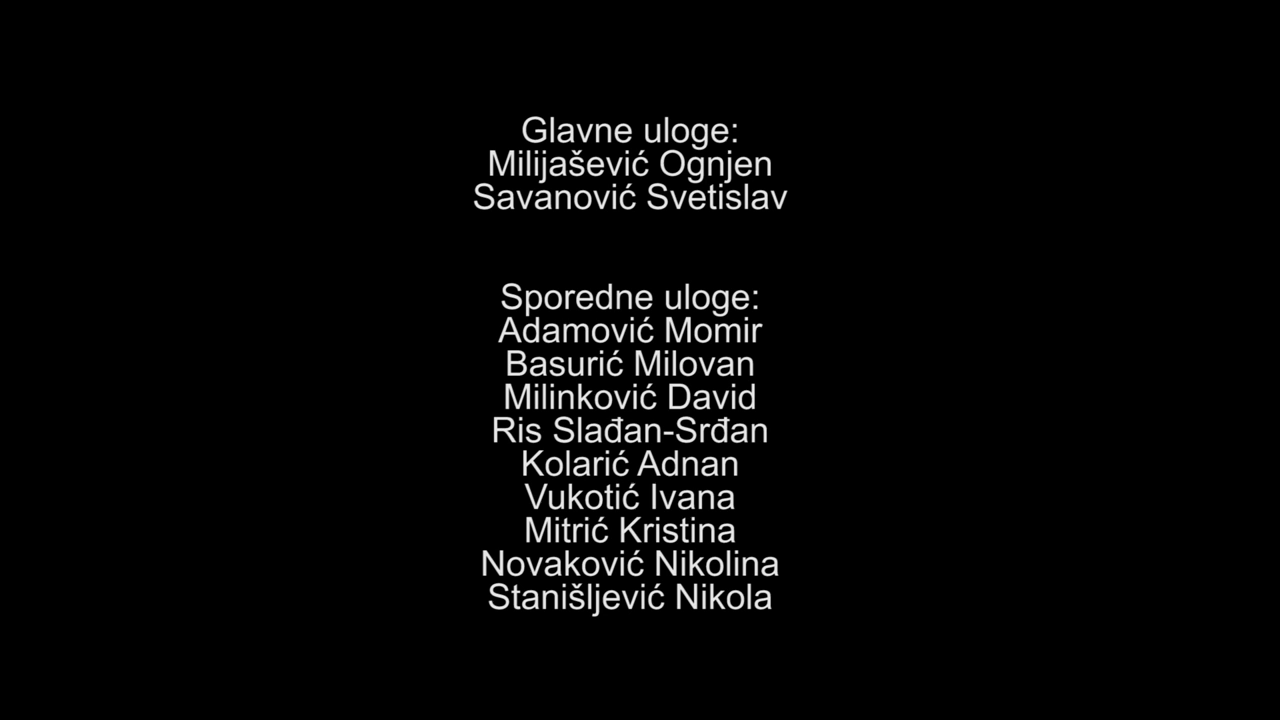 Glavne uloge:
Milijašević Ognjen
Savanović Svetislav
Sporedne uloge:
Adamović Momir
Basurić Milovan
Milinković David
Ris Slađan-Srđan
Kolarić Adnan
Vukotić Ivana
Mitrić Kristina
Novaković Nikolina
Stanišljević Nikola